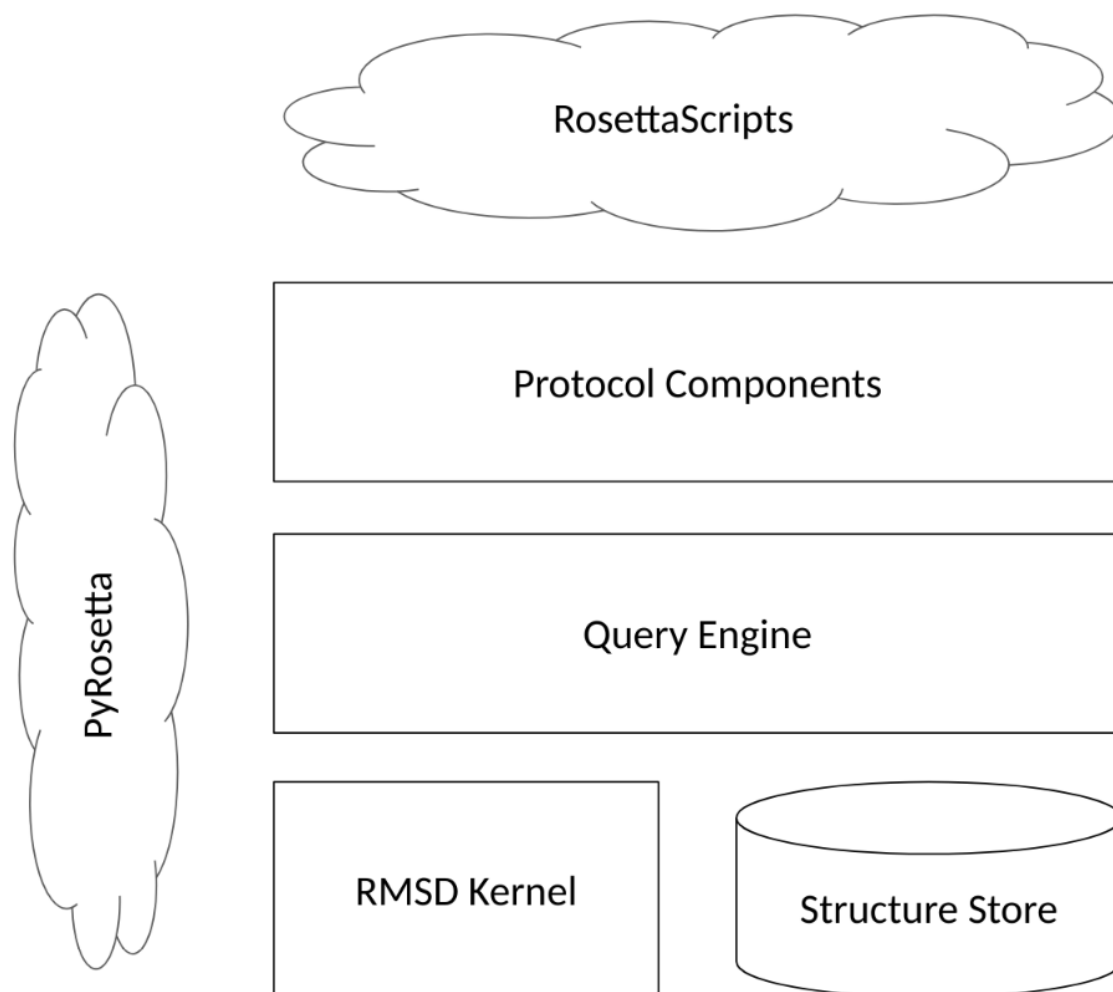 RosettaScripts
Protocol Components
PyRosetta
Query Engine
RMSD Kernel
Structure Store